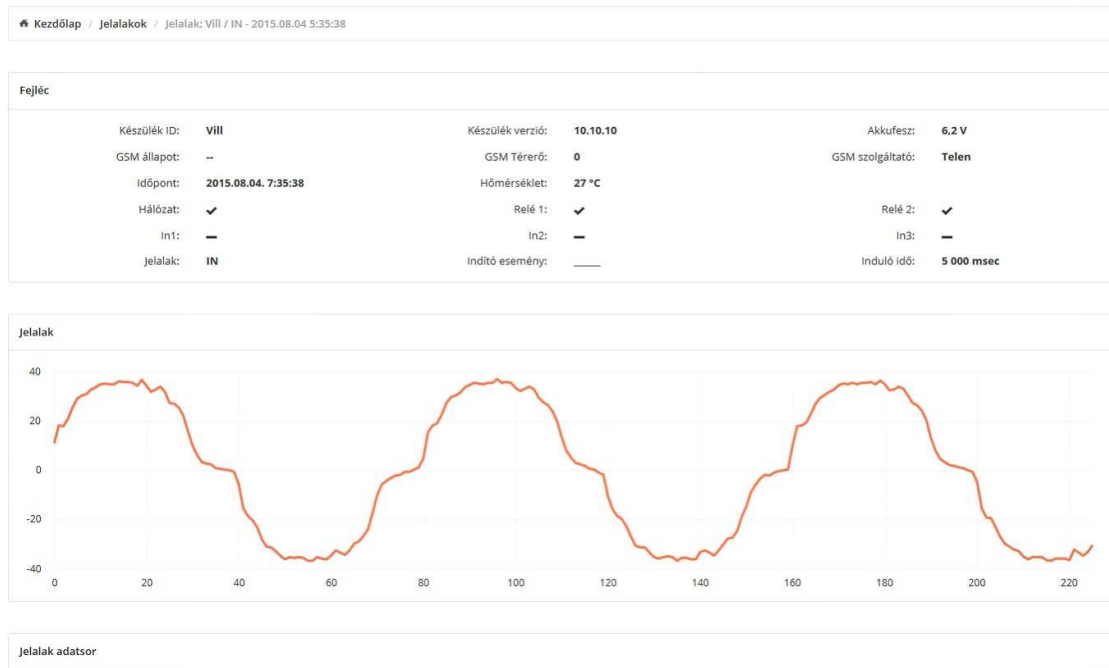 Kezdőlap / Jelalakok / Jelalak: Vill / IN - 2015.08.04 5:35:38
Fejléc
Készülék ID: Vill Készülék verzió: 10.10.10 Akkufesz: 6,2 V
GSM állapot: -- GSM Térerő: 0 GSM szolgáltató: Telen
Időpont: 2015.08.04. 7:35:38 Hőmérséklet: 27 °C
Hálózat: ✔ Relé 1: ✔ Relé 2: ✔
In1: — In2: — In3: —
Jelalak: IN Indító esemény: _____ Induló idő: 5 000 msec
Jelalak
40
20
0
-20
-40
0 20 40 60 80 100 120 140 160 180 200 220
Jelalak adatsor